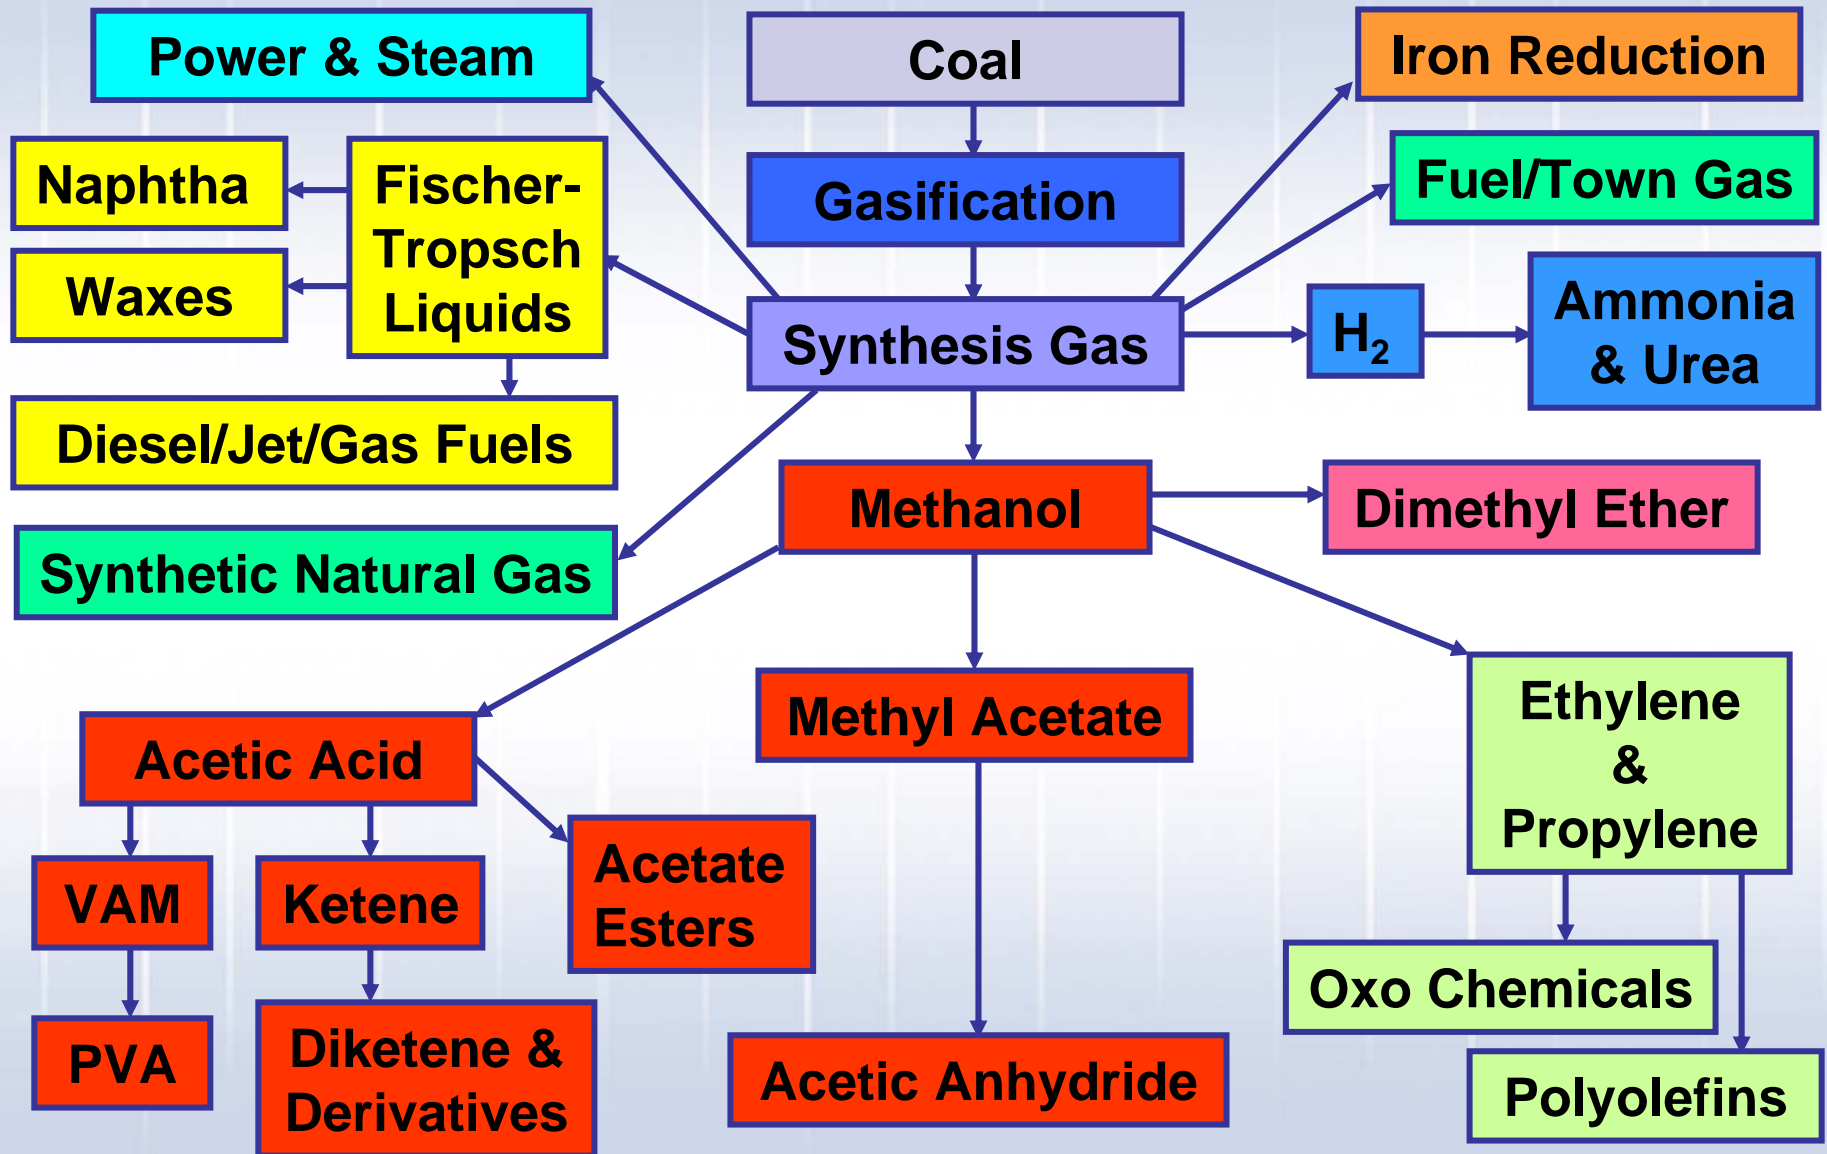 Power & Steam
Coal
Iron Reduction
Naphtha
Fischer-
Tropsch
Liquids
Gasification
Fuel/Town Gas
Waxes
Synthesis Gas
H₂
Ammonia
& Urea
Diesel/Jet/Gas Fuels
Methanol
Dimethyl Ether
Synthetic Natural Gas
Acetic Acid
Methyl Acetate
Ethylene
&
Propylene
VAM
Ketene
Acetate
Esters
Oxo Chemicals
PVA
Diketene &
Derivatives
Acetic Anhydride
Polyolefins